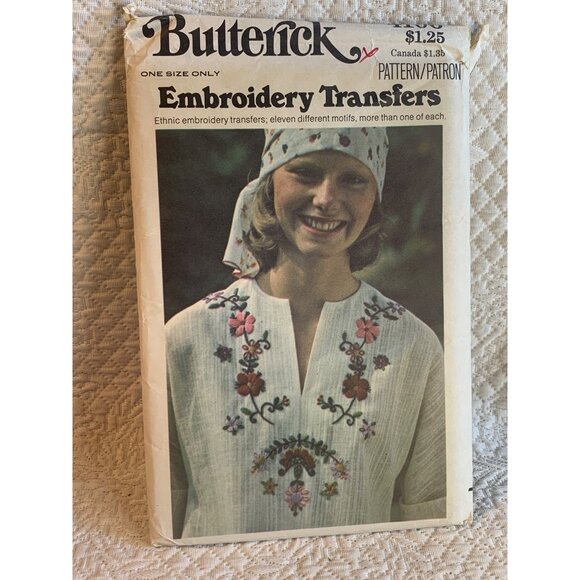 Butterick
$1.25
Canada $1.35
ONE SIZE ONLY
PATTERN/PATRON
Embroidery Transfers
Ethnic embroidery transfers; eleven different motifs, more than one of each.